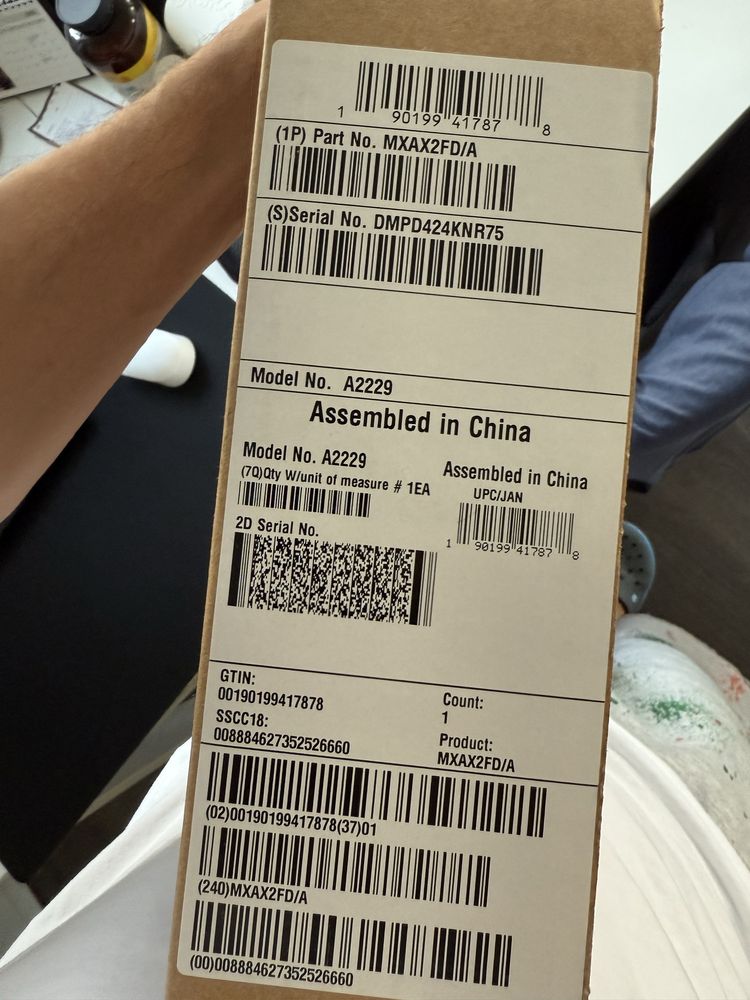 1 90199 41787 8
(1P) Part No. MXAX2FD/A
(S)Serial No. DMPD424KNR75
Model No. A2229
Assembled in China
Model No. A2229
(7Q)Qty W/unit of measure # 1EA
Assembled in China
UPC/JAN
1 90199 41787 8
2D Serial No.
GTIN:
00190199417878
SSCC18:
008884627352526660
Count:
1
Product:
MXAX2FD/A
(02)00190199417878(37)01
(240)MXAX2FD/A
(00)008884627352526660